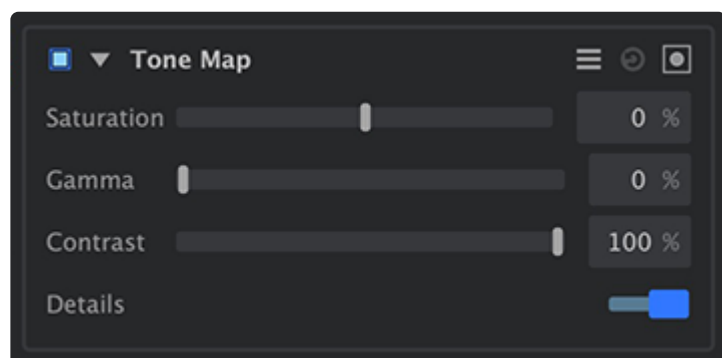 Tone Map
Saturation 0 %
Gamma 0 %
Contrast 100 %
Details